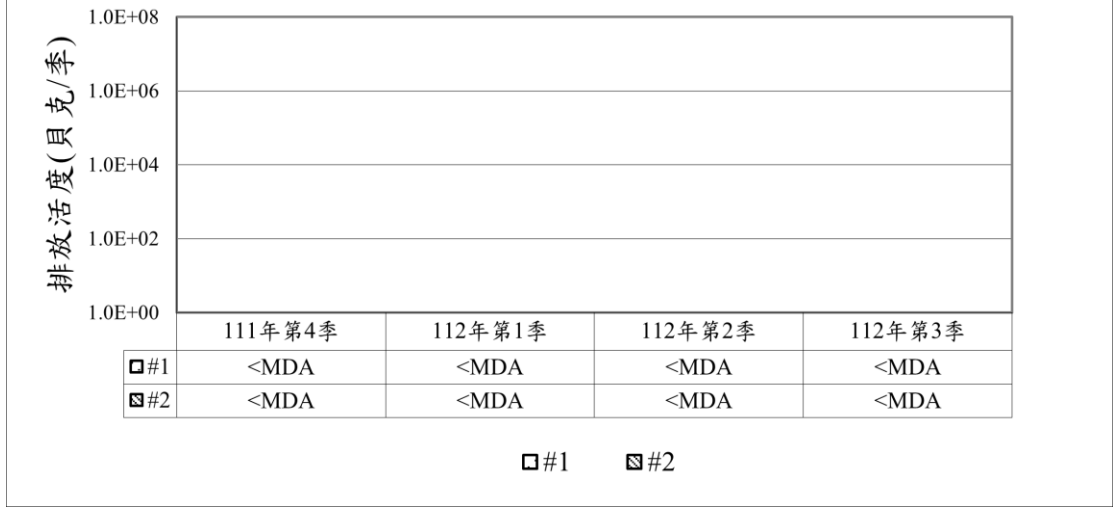 排放活度(貝克/季)
1.0E+08
1.0E+06
1.0E+04
1.0E+02
1.0E+00
111年第4季 112年第1季 112年第2季 112年第3季
#1 <MDA <MDA <MDA <MDA
#2 <MDA <MDA <MDA <MDA
#1 #2